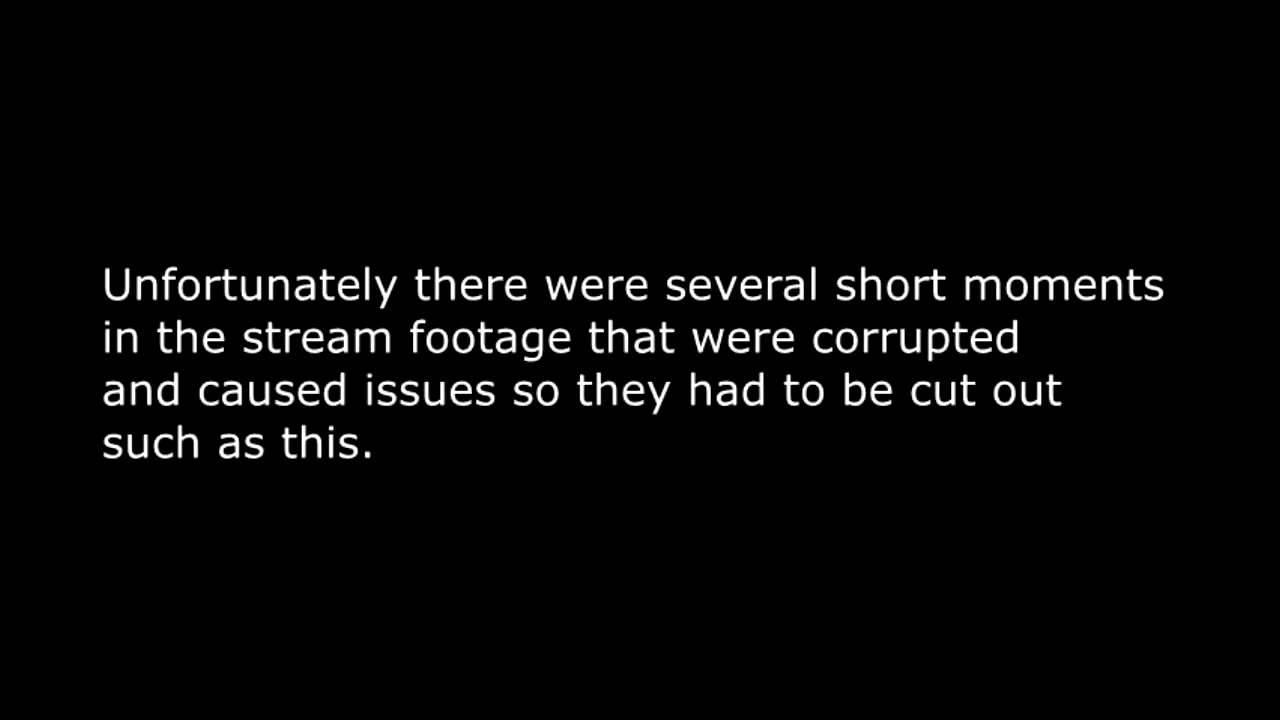 Unfortunately there were several short moments
in the stream footage that were corrupted
and caused issues so they had to be cut out
such as this.